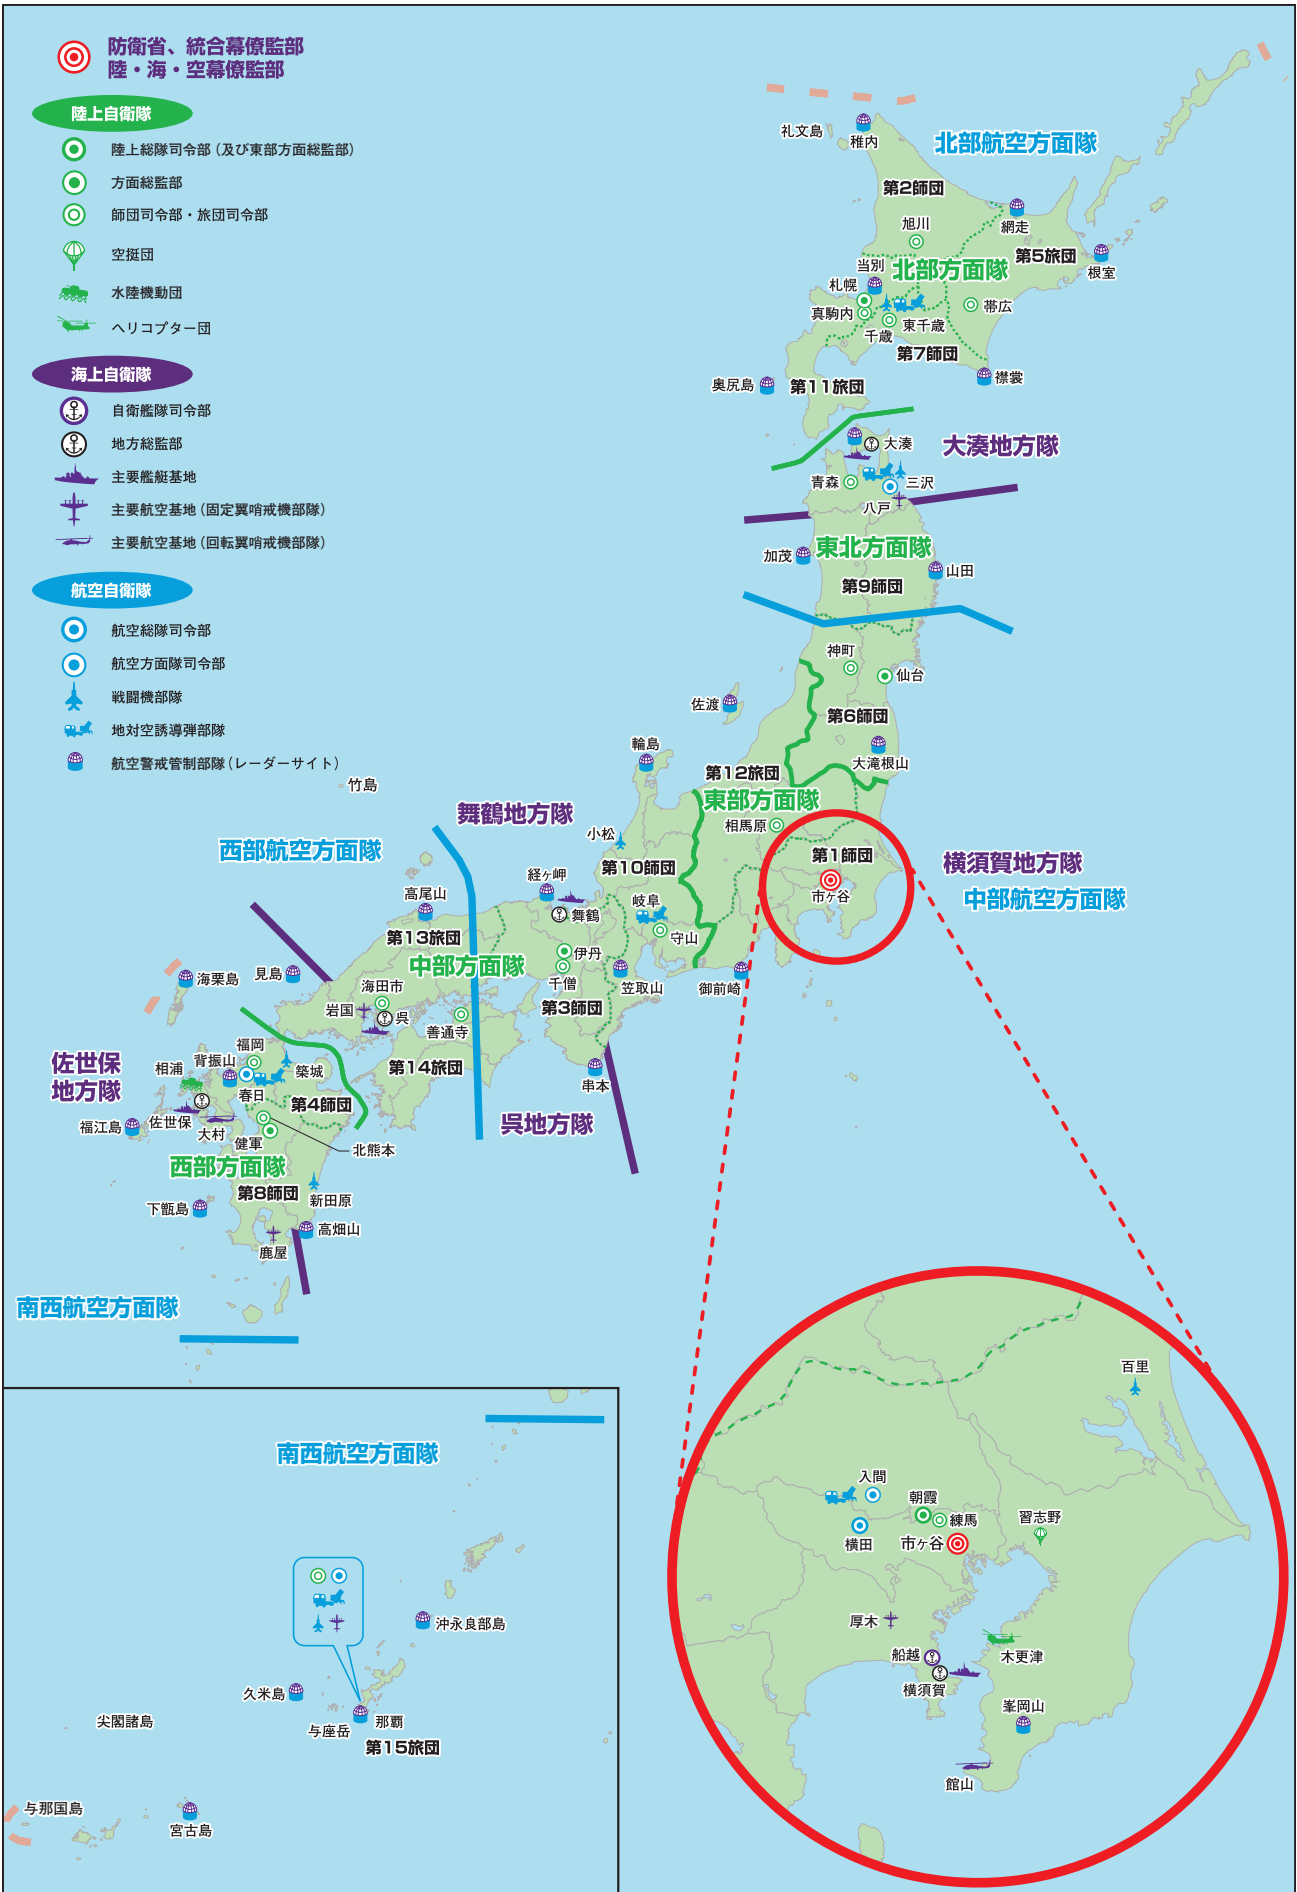 防衛省、統合幕僚監部
陸・海・空幕僚監部
陸上自衛隊
陸上総隊司令部（及び東部方面総監部）
方面総監部
師団司令部・旅団司令部
空挺団
水陸機動団
ヘリコプター団
海上自衛隊
自衛艦隊司令部
地方総監部
主要艦艇基地
主要航空基地（固定翼哨戒機部隊）
主要航空基地（回転翼哨戒機部隊）
航空自衛隊
航空総隊司令部
航空方面隊司令部
戦闘機部隊
地対空誘導弾部隊
航空警戒管制部隊（レーダーサイト）
礼文島
稚内
北部航空方面隊
第2師団
旭川
網走
第5旅団
根室
当別
北部方面隊
札幌
真駒内
帯広
千歳
東千歳
第7師団
奥尻島
第11旅団
襟裳
大湊
大湊地方隊
青森
三沢
八戸
加茂
東北方面隊
山田
第9師団
神町
仙台
佐渡
第6師団
輪島
大滝根山
第12旅団
竹島
東部方面隊
舞鶴地方隊
相馬原
小松
西部航空方面隊
第1師団
横須賀地方隊
第10師団
市ヶ谷
中部航空方面隊
経ヶ岬
高尾山
岐阜
舞鶴
第13旅団
守山
伊丹
中部方面隊
海栗島
見島
千僧
笠取山
御前崎
海田市
岩国
呉
第3師団
善通寺
福岡
佐世保
地方隊
相浦
背振山
築城
第14旅団
串本
春日
第4師団
福江島
佐世保
大村
呉地方隊
健軍
北熊本
西部方面隊
第8師団
新田原
下甑島
高畑山
鹿屋
南西航空方面隊
百里
南西航空方面隊
入間
朝霞
練馬
習志野
横田
市ヶ谷
厚木
沖永良部島
船越
木更津
横須賀
久米島
峯岡山
尖閣諸島
与座岳
那覇
第15旅団
館山
与那国島
宮古島